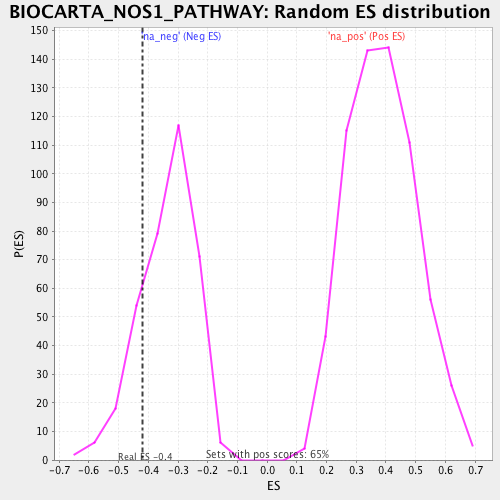 BIOCARTA_NOS1_PATHWAY: Random ES distribution
'na_neg' (Neg ES)
'na_pos' (Pos ES)
150
140
130
120
110
100
90
80
70
60
50
40
30
20
10
0
P(ES)
Real ES -0.4
Sets with pos scores: 65%
-0.7 -0.6 -0.5 -0.4 -0.3 -0.2 -0.1 0.0 0.1 0.2 0.3 0.4 0.5 0.6 0.7
ES